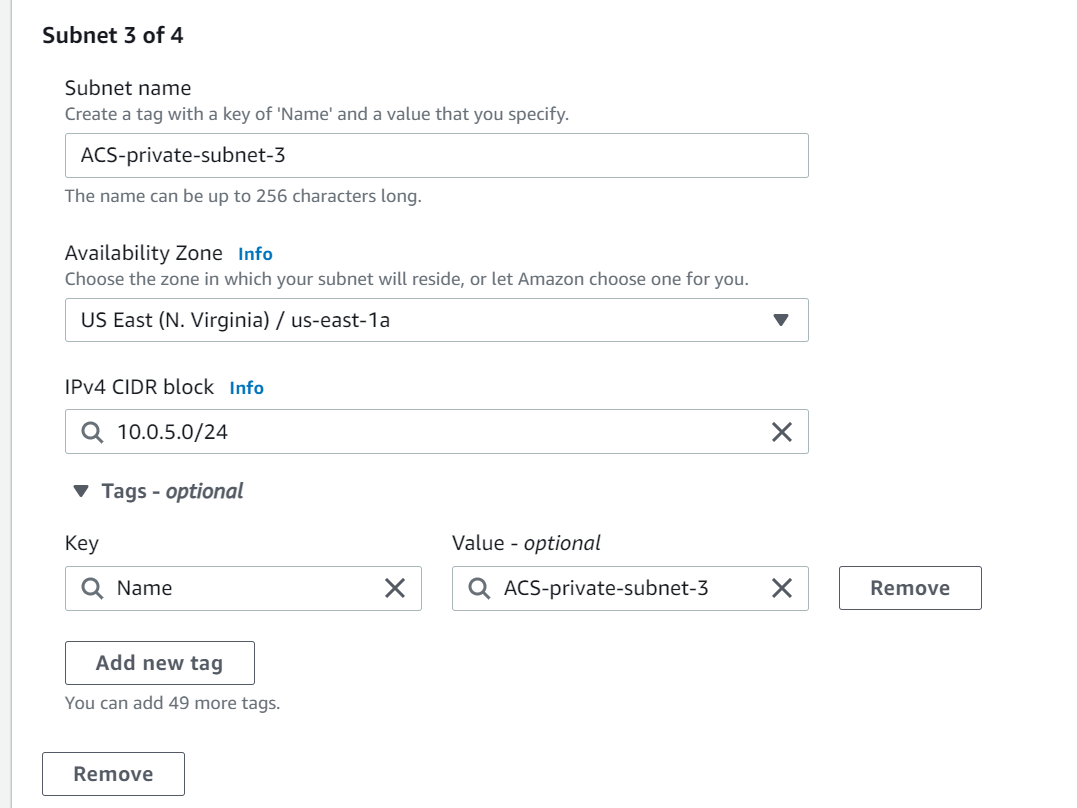 Subnet 3 of 4
Subnet name
Create a tag with a key of 'Name' and a value that you specify.
ACS-private-subnet-3
The name can be up to 256 characters long.
Availability Zone Info
Choose the zone in which your subnet will reside, or let Amazon choose one for you.
US East (N. Virginia) / us-east-1a
IPv4 CIDR block Info
10.0.5.0/24
Tags - optional
Key Value - optional
Name ACS-private-subnet-3 Remove
Add new tag
You can add 49 more tags.
Remove